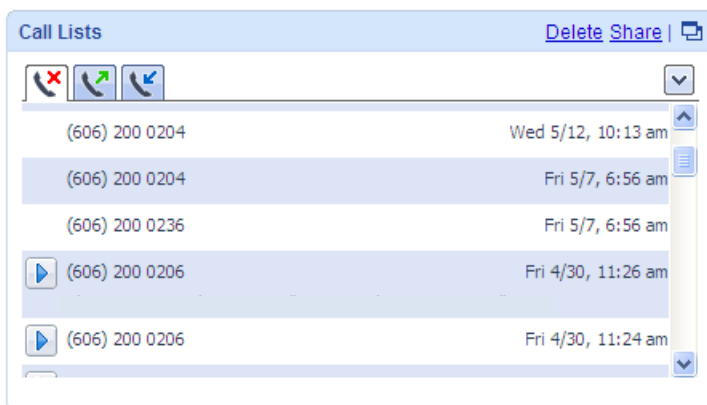 Call Lists Delete Share |
(606) 200 0204 Wed 5/12, 10:13 am
(606) 200 0204 Fri 5/7, 6:56 am
(606) 200 0236 Fri 5/7, 6:56 am
(606) 200 0206 Fri 4/30, 11:26 am
(606) 200 0206 Fri 4/30, 11:24 am